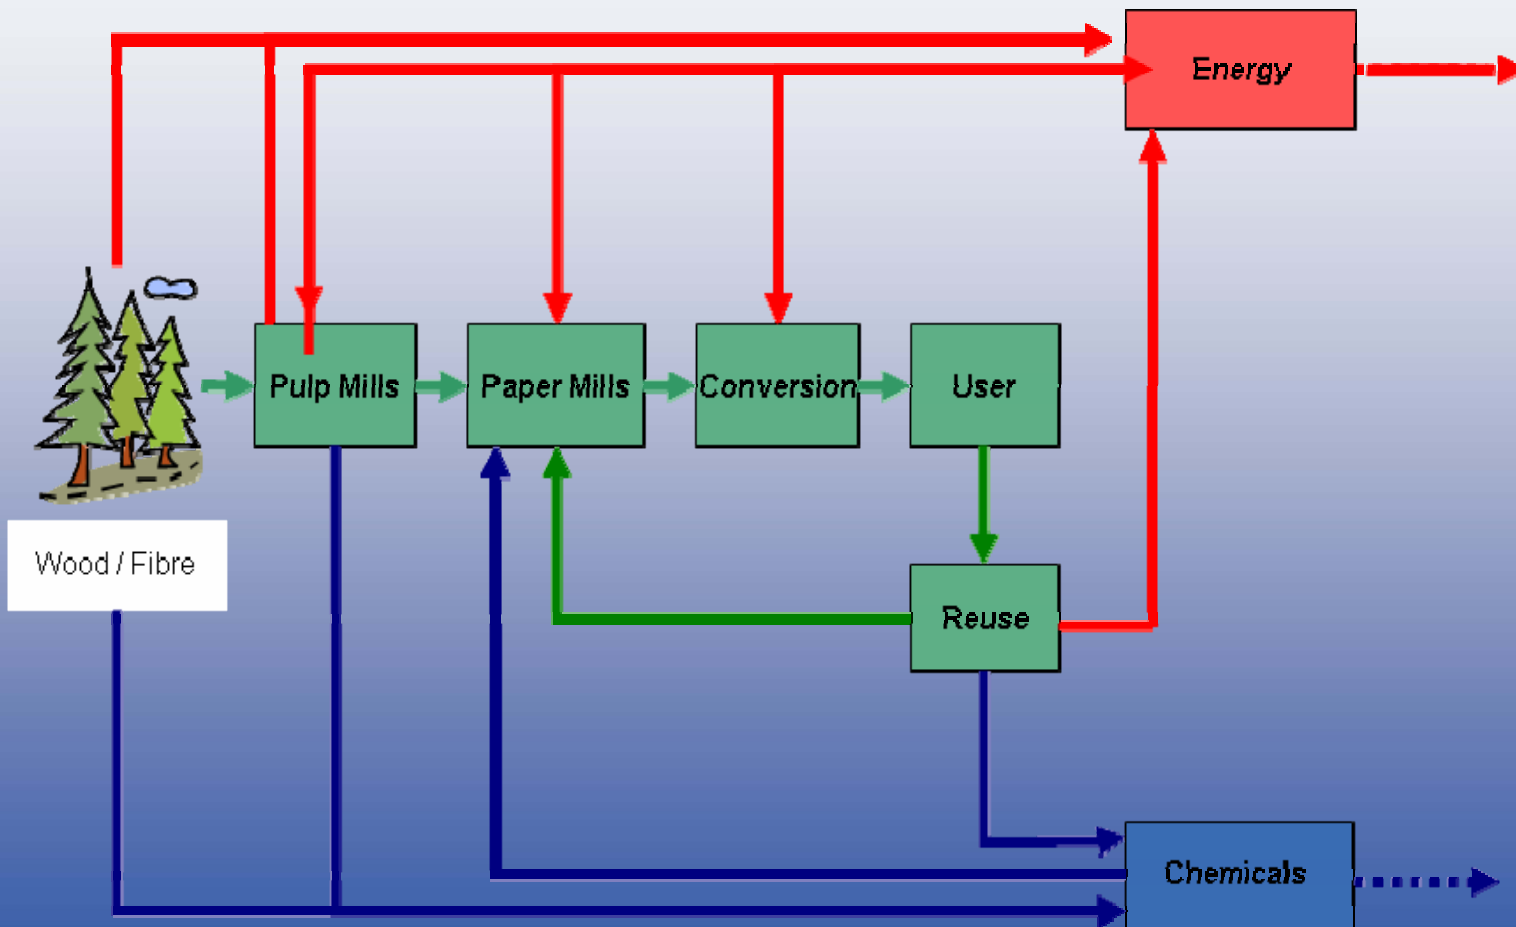 Energy
Pulp Mills
Paper Mills
Conversion
User
Wood / Fibre
Reuse
Chemicals